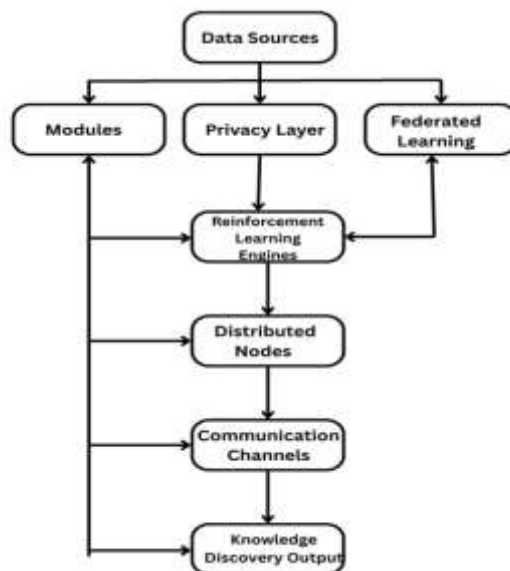 Data Sources
Modules
Privacy Layer
Federated
Learning
Reinforcement
Learning
Engines
Distributed
Nodes
Communication
Channels
Knowledge
Discovery Output